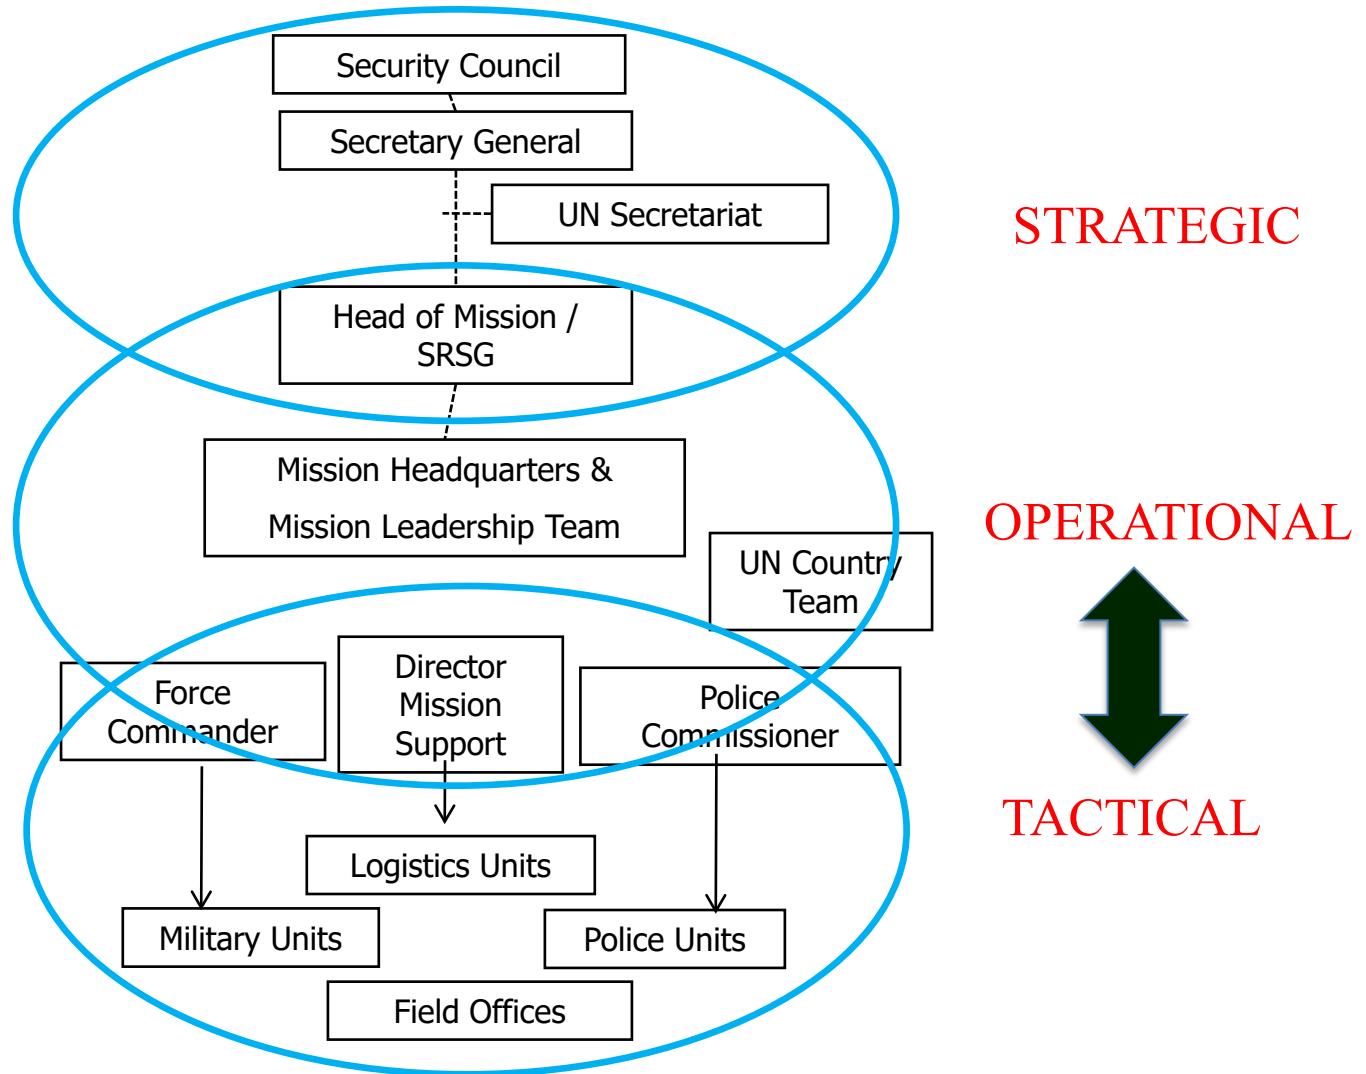 Security Council
Secretary General
UN Secretariat
STRATEGIC
Head of Mission /
SRSG
Mission Headquarters &
Mission Leadership Team
OPERATIONAL
UN Country
Team
Force
Commander
Director
Mission
Support
Police
Commissioner
TACTICAL
Logistics Units
Military Units
Police Units
Field Offices